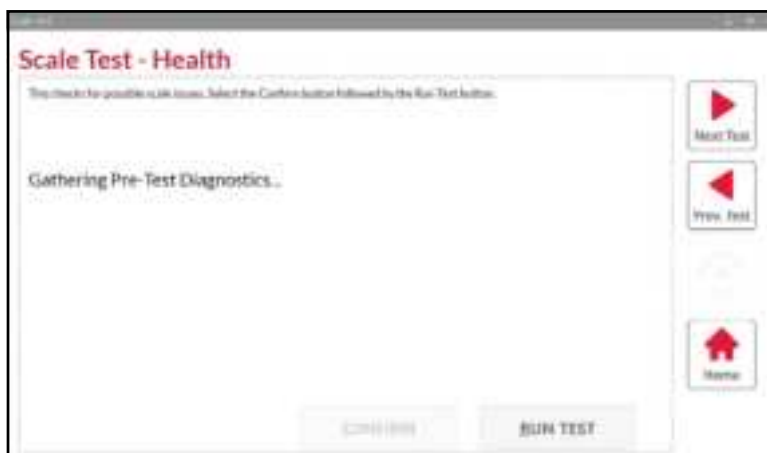 Scale Test - Health
This checks for possible scale issues. Select the Confirm button followed by the Run Test button.
Next Test
Gathering Pre-Test Diagnostics...
Prev. Test
Home
CONFIRM
RUN TEST